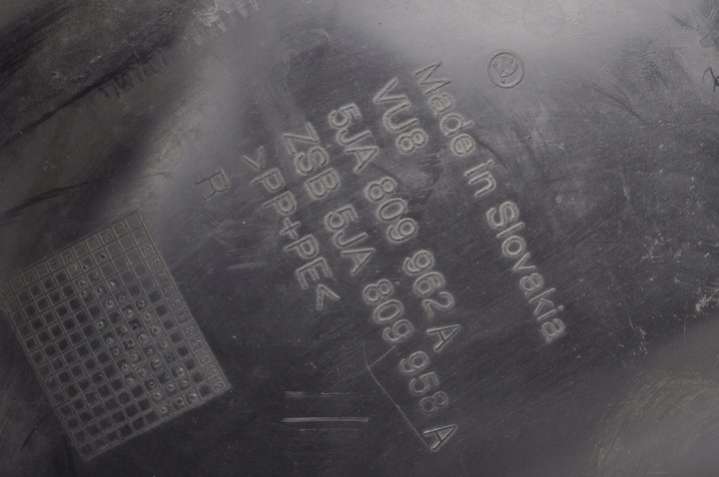 Made in Slovakia
VU8
5JA 809 962 A
ZSB 5JA 809 958 A
>PP+PE<
R